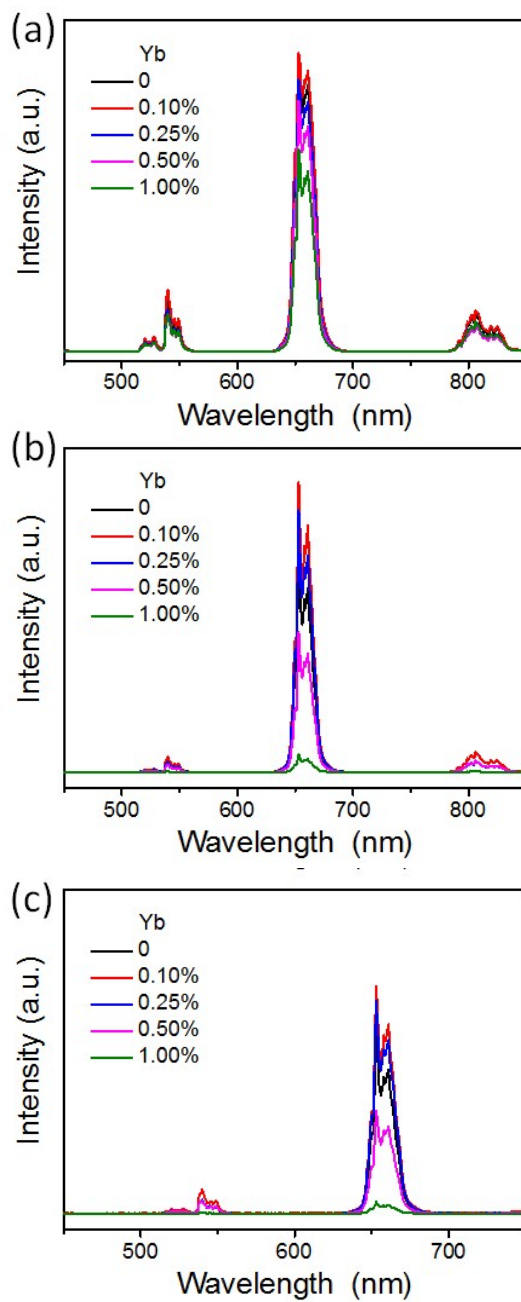 (a)
Yb
0
0.10%
0.25%
0.50%
1.00%
Intensity (a.u.)
500 600 700 800
Wavelength (nm)
(b)
Yb
0
0.10%
0.25%
0.50%
1.00%
Intensity (a.u.)
500 600 700 800
Wavelength (nm)
(c)
Yb
0
0.10%
0.25%
0.50%
1.00%
Intensity (a.u.)
500 600 700
Wavelength (nm)